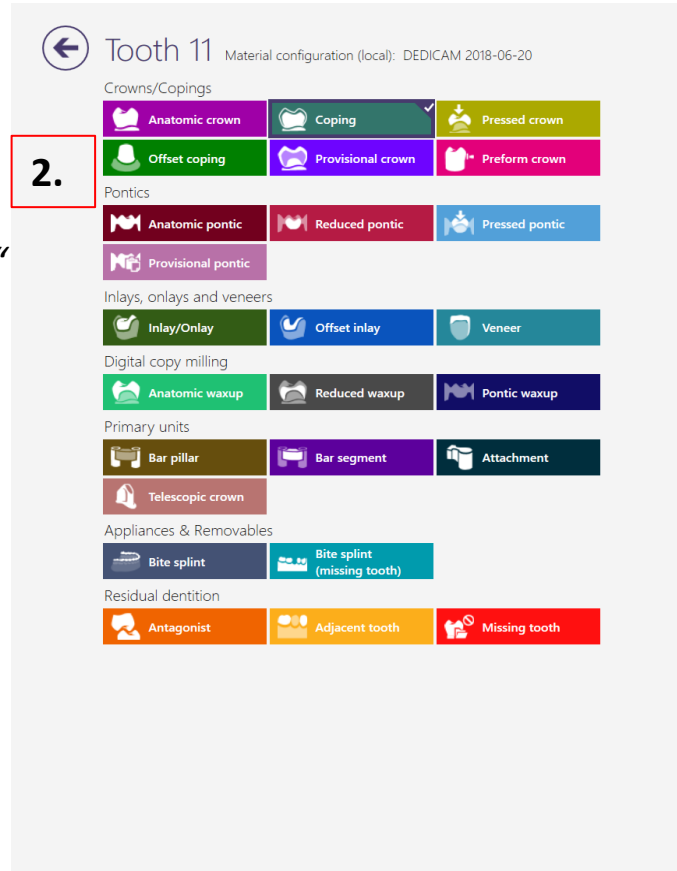 Tooth 11 Material configuration (local): DEDICAM 2018-06-20
Crowns/Copings
Anatomic crown Coping Pressed crown
2.
Offset coping Provisional crown Preform crown
Pontics
Anatomic pontic Reduced pontic Pressed pontic
“
Provisional pontic
Inlays, onlays and veneers
Inlay/Onlay Offset inlay Veneer
Digital copy milling
Anatomic waxup Reduced waxup Pontic waxup
Primary units
Bar pillar Bar segment Attachment
Telescopic crown
Appliances & Removables
Bite splint Bite splint
(missing tooth)
Residual dentition
Antagonist Adjacent tooth Missing tooth